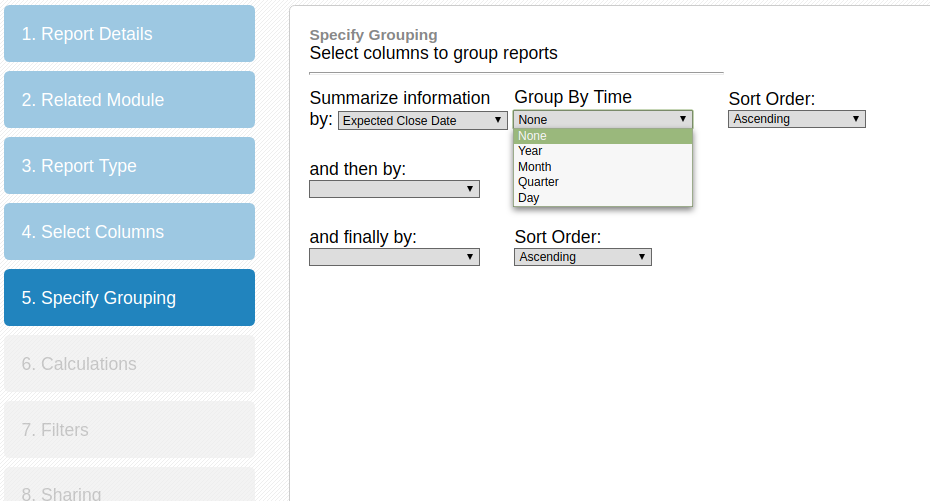 1. Report Details
2. Related Module
3. Report Type
4. Select Columns
5. Specify Grouping
6. Calculations
7. Filters
8. Sharing
Specify Grouping
Select columns to group reports
Summarize information
by: Expected Close Date
Group By Time
None
None
Year
Month
Quarter
Day
Sort Order:
Ascending
and then by:
and finally by:
Sort Order:
Ascending